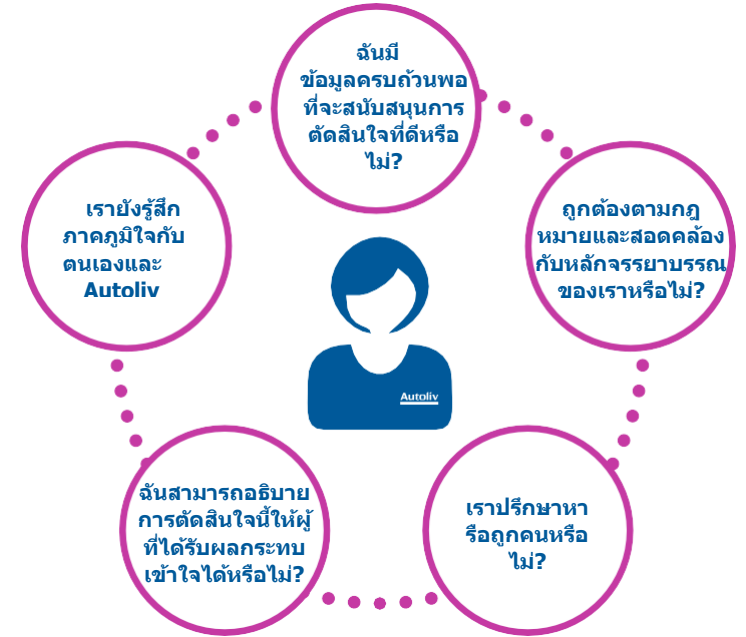 ฉันมี
ข้อมูลครบถ้วนพอ
ที่จะสนับสนุนการ
ตัดสินใจที่ดีหรือ
ไม่?
ถูกต้องตามกฎ
หมายและสอดคล้อง
กับหลักจรรยาบรรณ
ของเราหรือไม่?
เราปรึกษาหา
รือถูกคนหรือ
ไม่?
ฉันสามารถอธิบาย
การตัดสินใจนี้ให้ผู้
ที่ได้รับผลกระทบ
เข้าใจได้หรือไม่?
เรายังรู้สึก
ภาคภูมิใจกับ
ตนเองและ
Autoliv
Autoliv